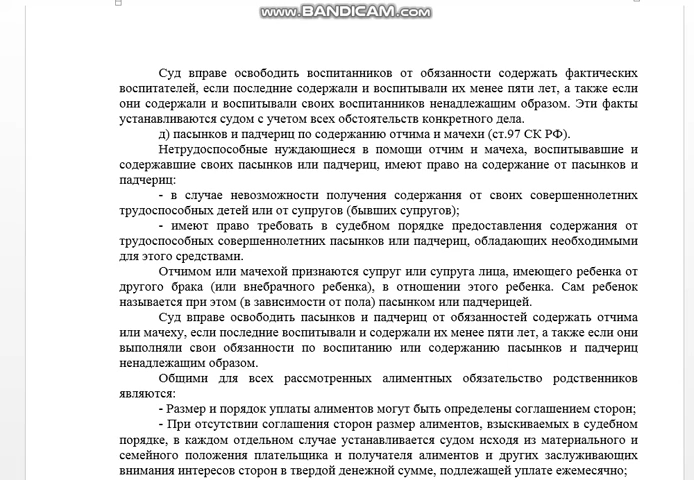 www.BANDICAM.com
Суд вправе освободить воспитанников от обязанности содержать фактических
воспитателей, если последние содержали и воспитывали их менее пяти лет, а также если
они содержали и воспитывали своих воспитанников ненадлежащим образом. Эти факты
устанавливаются судом с учетом всех обстоятельств конкретного дела.
д) пасынков и падчериц по содержанию отчима и мачехи (ст.97 СК РФ).
Нетрудоспособные нуждающиеся в помощи отчим и мачеха, воспитывавшие и
содержавшие своих пасынков или падчериц, имеют право на содержание от пасынков и
падчериц:
- в случае невозможности получения содержания от своих совершеннолетних
трудоспособных детей или от супругов (бывших супругов);
- имеют право требовать в судебном порядке предоставления содержания от
трудоспособных совершеннолетних пасынков или падчериц, обладающих необходимыми
для этого средствами.
Отчимом или мачехой признаются супруг или супруга лица, имеющего ребенка от
другого брака (или внебрачного ребенка), в отношении этого ребенка. Сам ребенок
называется при этом (в зависимости от пола) пасынком или падчерицей.
Суд вправе освободить пасынков и падчериц от обязанностей содержать отчима
или мачеху, если последние воспитывали и содержали их менее пяти лет, а также если они
выполняли свои обязанности по воспитанию или содержанию пасынков и падчериц
ненадлежащим образом.
Общими для всех рассмотренных алиментных обязательство родственников
являются:
- Размер и порядок уплаты алиментов могут быть определены соглашением сторон;
- При отсутствии соглашения сторон размер алиментов, взыскиваемых в судебном
порядке, в каждом отдельном случае устанавливается судом исходя из материального и
семейного положения плательщика и получателя алиментов и других заслуживающих
внимания интересов сторон в твердой денежной сумме, подлежащей уплате ежемесячно;